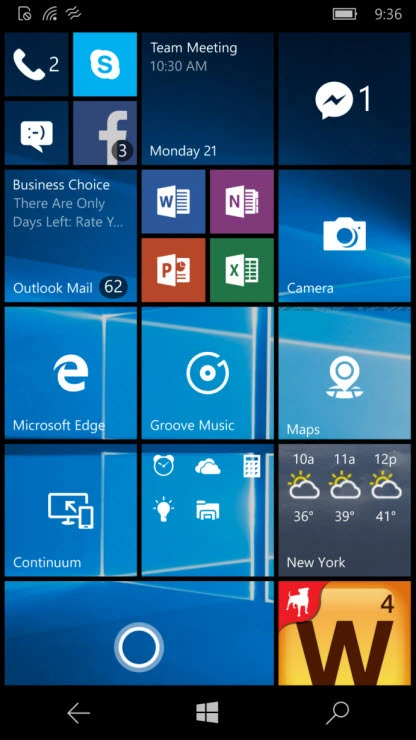 9:36
2
Team Meeting
10:30 AM
Monday 21
1
:-)
f
3
Business Choice
There Are Only
Days Left: Rate Y...
Outlook Mail 62
W
N
P
X
Camera
Microsoft Edge
Groove Music
Maps
Continuum
10a 11a 12p
36° 39° 41°
New York
4
W